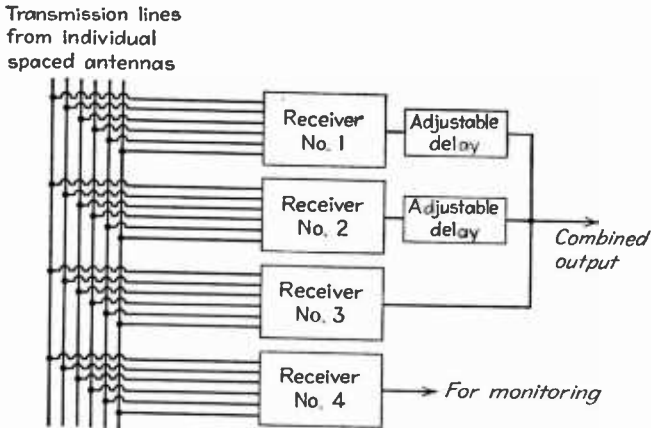 Transmission lines
from individual
spaced antennas
Receiver
No. 1
Adjustable
delay
Receiver
No. 2
Adjustable
delay
Combined
output
Receiver
No. 3
Receiver
No. 4
For monitoring